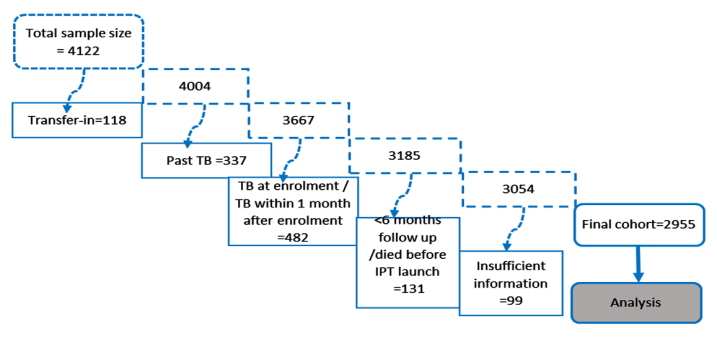 Total sample size
= 4122
Transfer-in=118
4004
Past TB =337
3667
TB at enrolment /
TB within 1 month
after enrolment
=482
3185
<6 months
follow up
/died before
IPT launch
=131
3054
Insufficient
information
=99
Final cohort=2955
Analysis